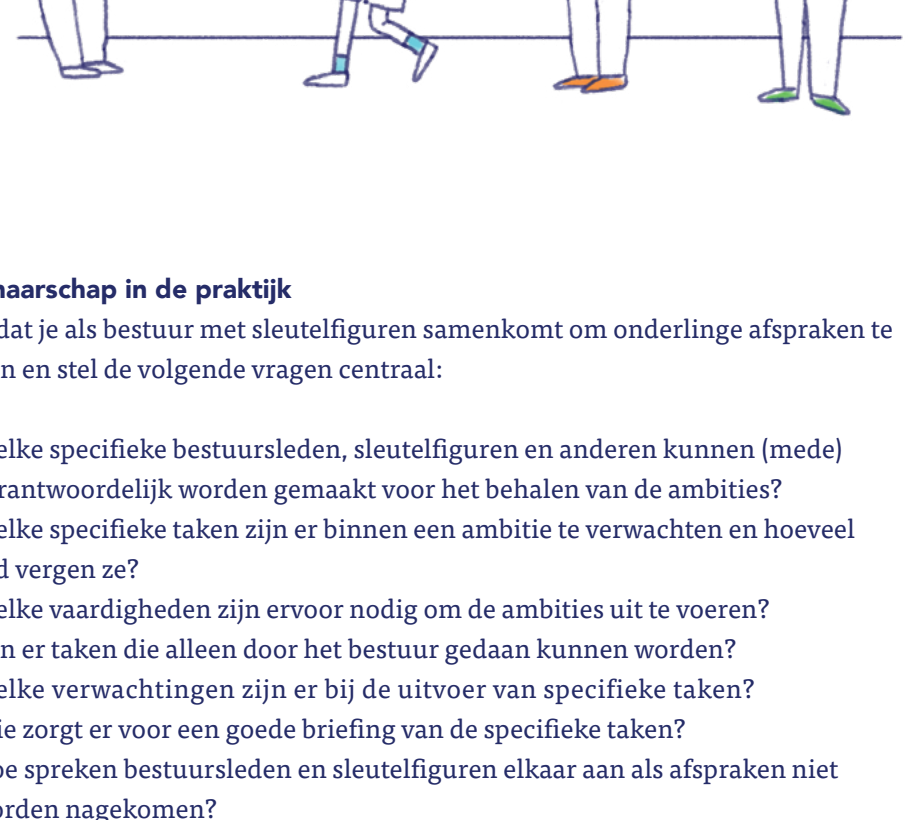 naarschap in de praktijk
dat je als bestuur met sleutelfiguren samenkomt om onderlinge afspraken te
n en stel de volgende vragen centraal:
elke specifieke bestuursleden, sleutelfiguren en anderen kunnen (mede)
rantwoordelijk worden gemaakt voor het behalen van de ambities?
elke specifieke taken zijn er binnen een ambitie te verwachten en hoeveel
d vergen ze?
elke vaardigheden zijn ervoor nodig om de ambities uit te voeren?
n er taken die alleen door het bestuur gedaan kunnen worden?
elke verwachtingen zijn er bij de uitvoer van specifieke taken?
ie zorgt er voor een goede briefing van de specifieke taken?
oe spreken bestuursleden en sleutelfiguren elkaar aan als afspraken niet
orden nagekomen?